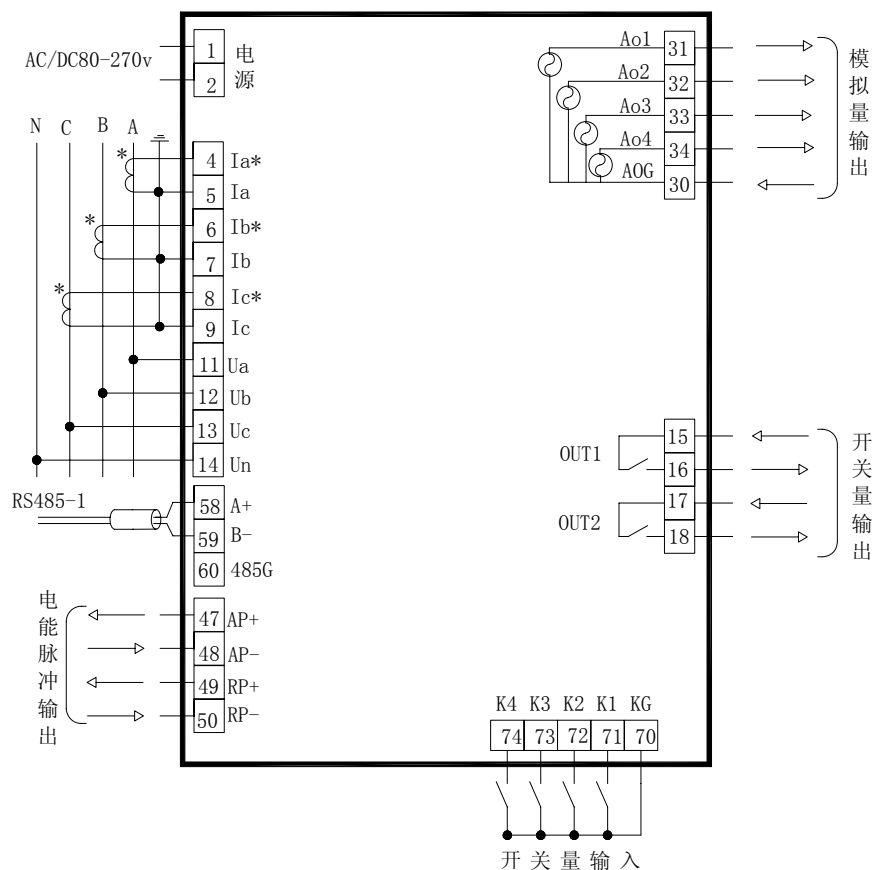 AC/DC80-270v
1
2
电源
N
C
B
A
*
4
Ia*
5
Ia
*
6
Ib*
7
Ib
*
8
Ic*
9
Ic
11
Ua
12
Ub
13
Uc
14
Un
RS485-1
58
A+
59
B-
60
485G
电能脉冲输出
47
AP+
48
AP-
49
RP+
50
RP-
Ao1
31
Ao2
32
Ao3
33
Ao4
34
AOG
30
模拟量输出
OUT1
15
16
OUT2
17
18
开关量输出
K4 K3 K2 K1 KG
74 73 72 71 70
开关量输入